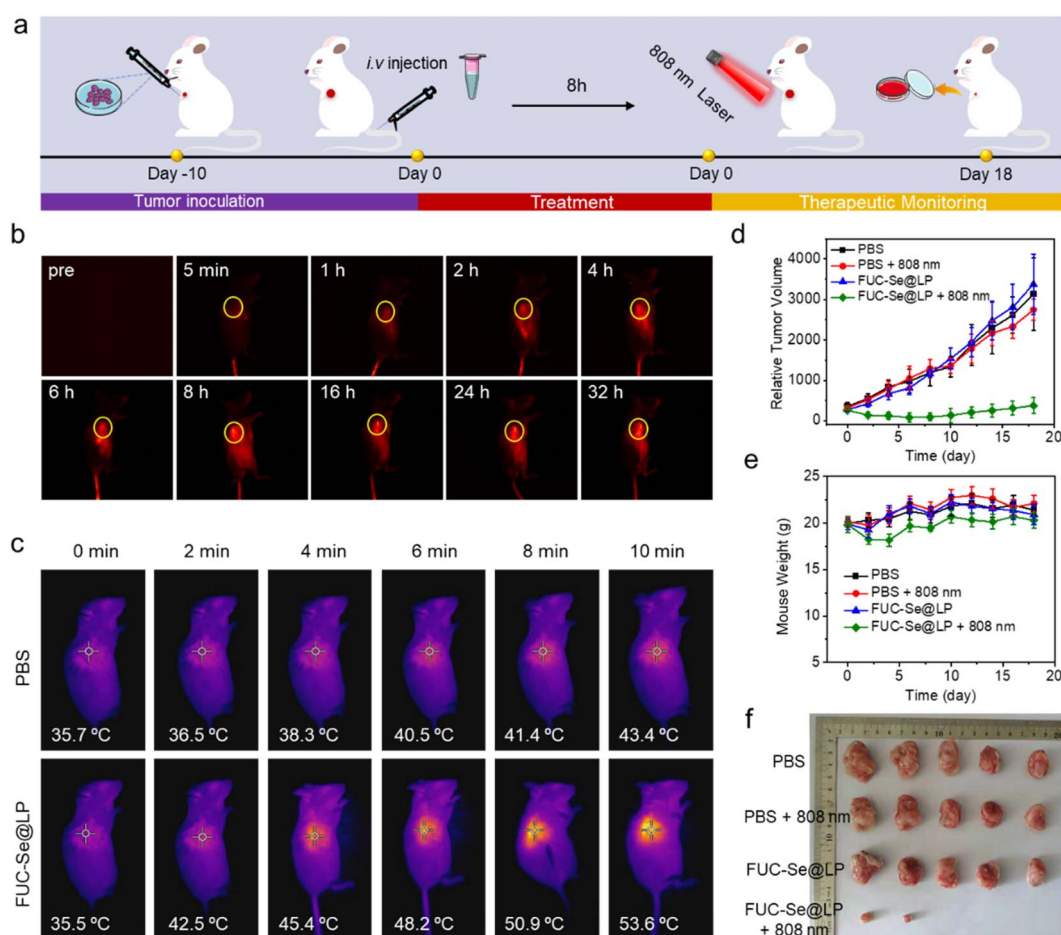 a
i.v injection
8h
808 nm Laser
Day -10
Day 0
Day 0
Day 18
Tumor inoculation
Treatment
Therapeutic Monitoring
b
pre
5 min
1 h
2 h
4 h
6 h
8 h
16 h
24 h
32 h
c
0 min
2 min
4 min
6 min
8 min
10 min
PBS
35.7 ºC
36.5 ºC
38.3 ºC
40.5 ºC
41.4 ºC
43.4 ºC
FUC-Se@LP
35.5 ºC
42.5 ºC
45.4 ºC
48.2 ºC
50.9 ºC
53.6 ºC
d
PBS
PBS + 808 nm
FUC-Se@LP
FUC-Se@LP + 808 nm
Relative Tumor Volume
4000
3000
2000
1000
0
0
5
10
15
20
Time (day)
e
PBS
PBS + 808 nm
FUC-Se@LP
FUC-Se@LP + 808 nm
Mouse Weight (g)
25
20
15
10
5
0
0
5
10
15
20
Time (day)
f
PBS
PBS + 808 nm
FUC-Se@LP
FUC-Se@LP
+ 808 nm